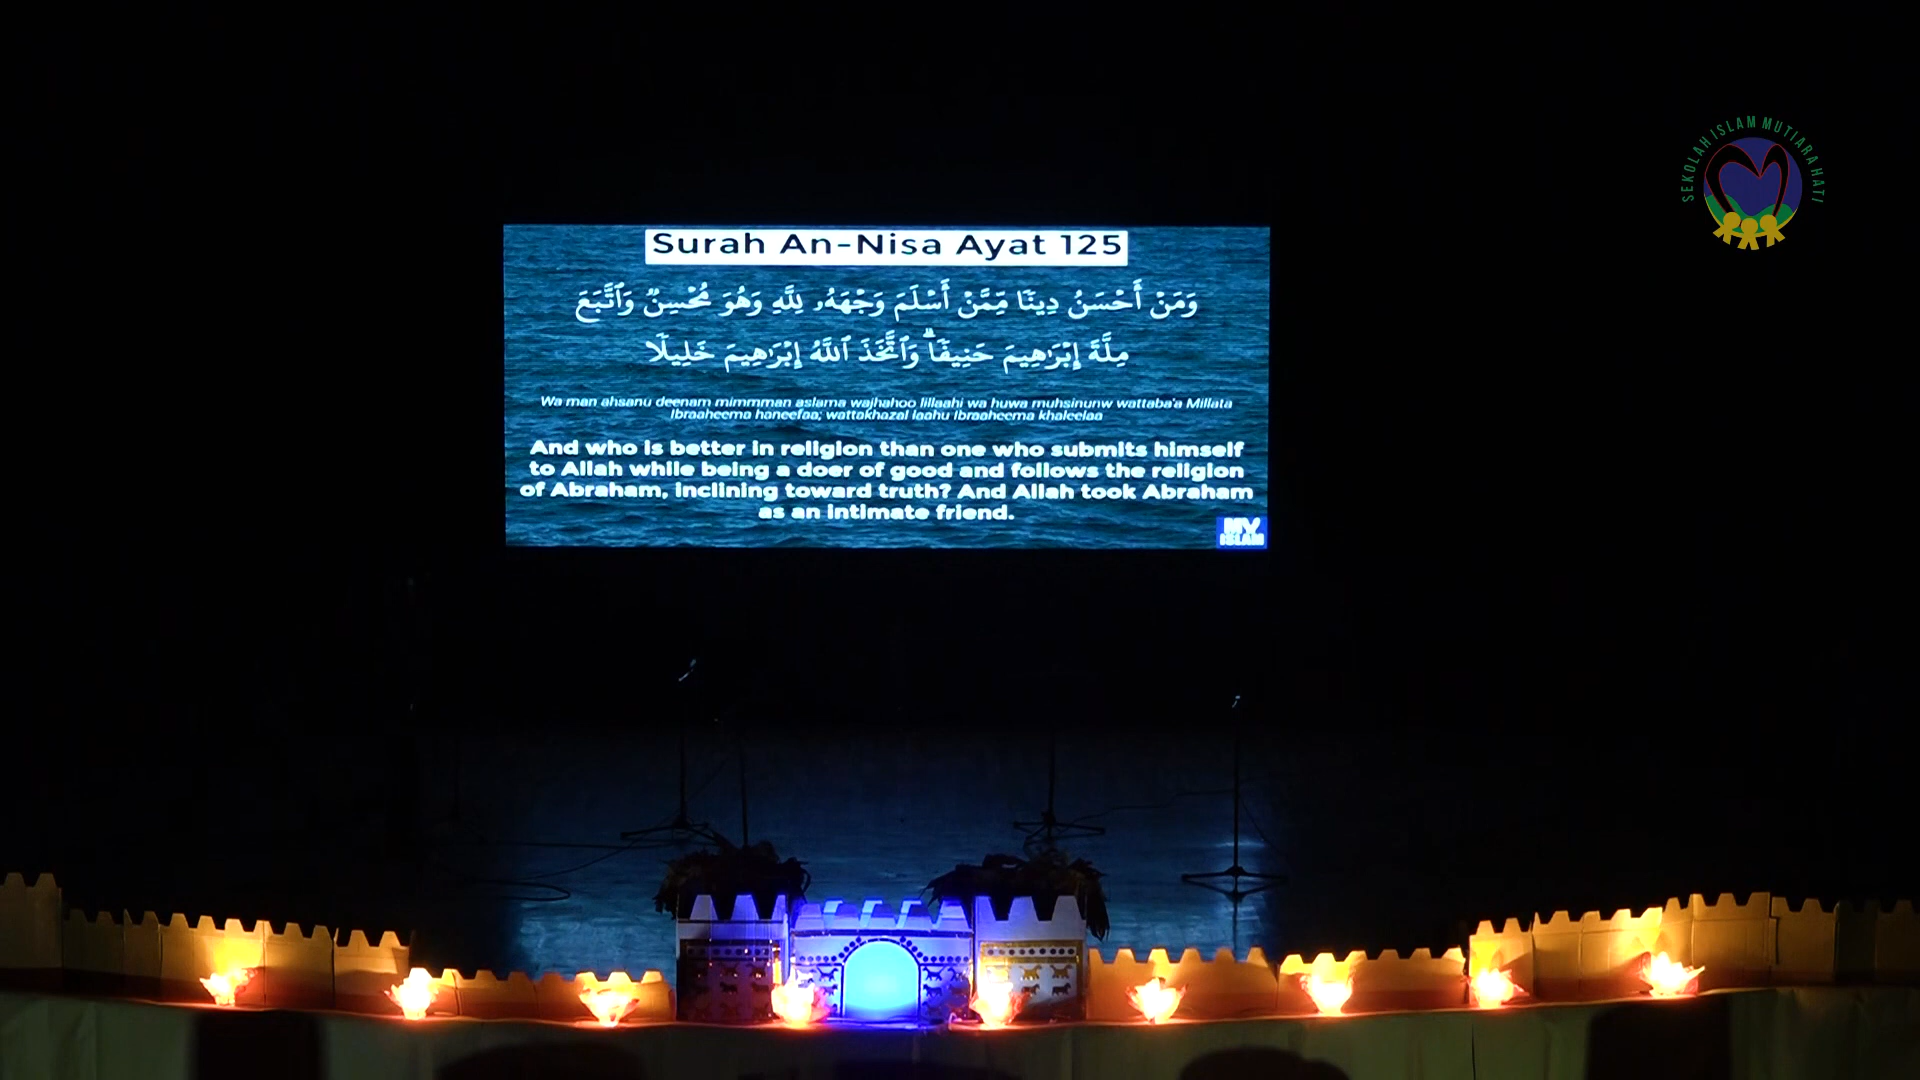 Surah An-Nisa Ayat 125
وَمَنْ أَحْسَنُ دِينًا مِّمَّنْ أَسْلَمَ وَجْهَهُۥ لِلَّهِ وَهُوَ مُحْسِنٌ وَٱتَّبَعَ
مِلَّةَ إِبْرَٰهِيمَ حَنِيفًا ۗ وَٱتَّخَذَ ٱللَّهُ إِبْرَٰهِيمَ خَلِيلًا
Wa man ahsanu deenam mimmman aslama wajhahoo lillaahi wa huwa muhsinunw wattaba'a Millata
Ibraaheema haneefaa; wattakhazal laahu Ibraaheema khaleelaa
And who is better in religion than one who submits himself
to Allah while being a doer of good and follows the religion
of Abraham, inclining toward truth? And Allah took Abraham
as an intimate friend.
MY
ISLAM
SEKOLAH ISLAM MUTIARA HATI